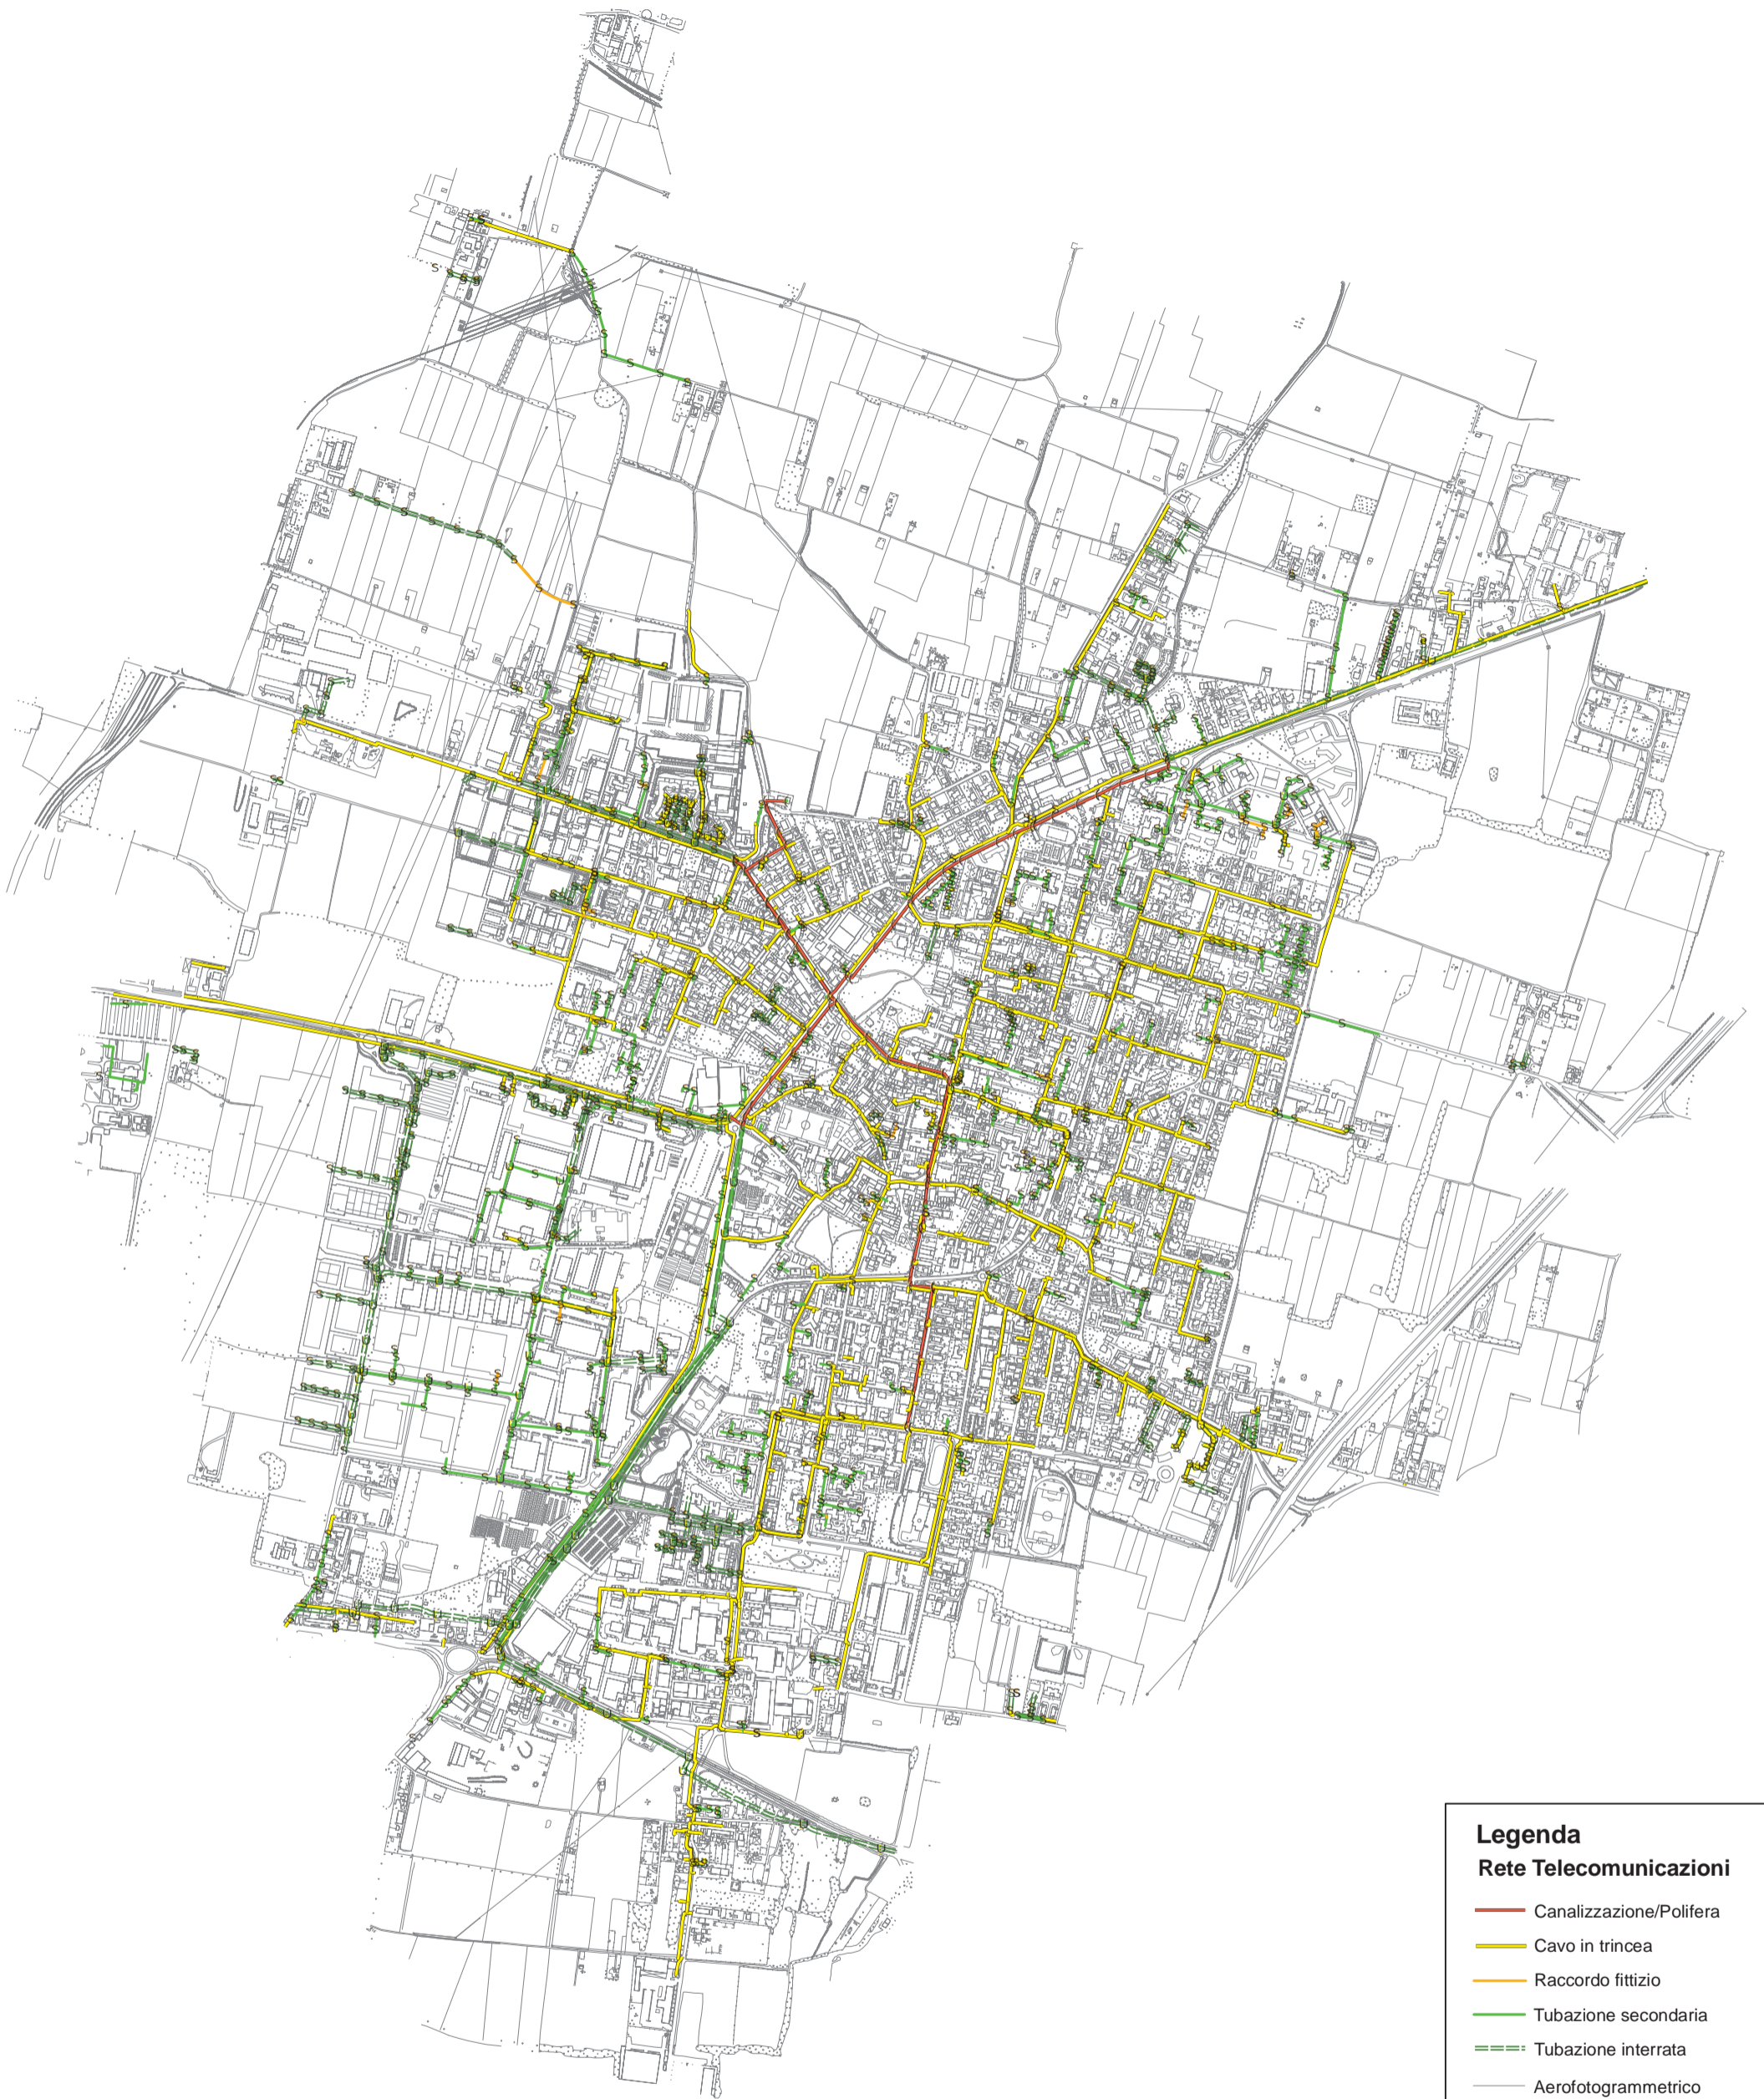 Legenda
Rete Telecomunicazioni
Canalizzazione/Polifera
Cavo in trincea
Raccordo fittizio
Tubazione secondaria
Tubazione interrata
Aerofotogrammetrico